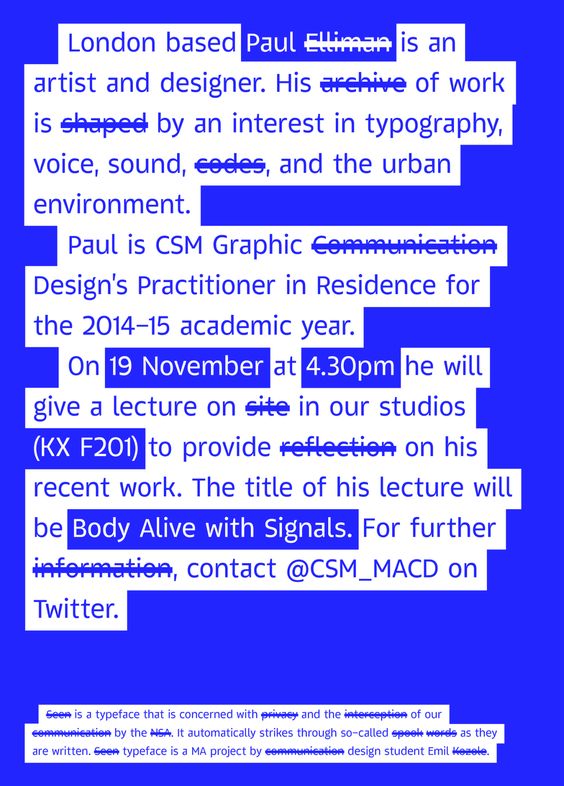 London based Paul Elliman is an
artist and designer. His archive of work
is shaped by an interest in typography,
voice, sound, codes, and the urban
environment.
Paul is CSM Graphic Communication
Design's Practitioner in Residence for
the 2014–15 academic year.
On 19 November at 4.30pm he will
give a lecture on site in our studios
(KX F201) to provide reflection on his
recent work. The title of his lecture will
be Body Alive with Signals. For further
information, contact @CSM_MACD on
Twitter.
Seen is a typeface that is concerned with privacy and the interception of our
communication by the NSA. It automatically strikes through so-called spook words as they
are written. Seen typeface is a MA project by communication design student Emil Kozole.